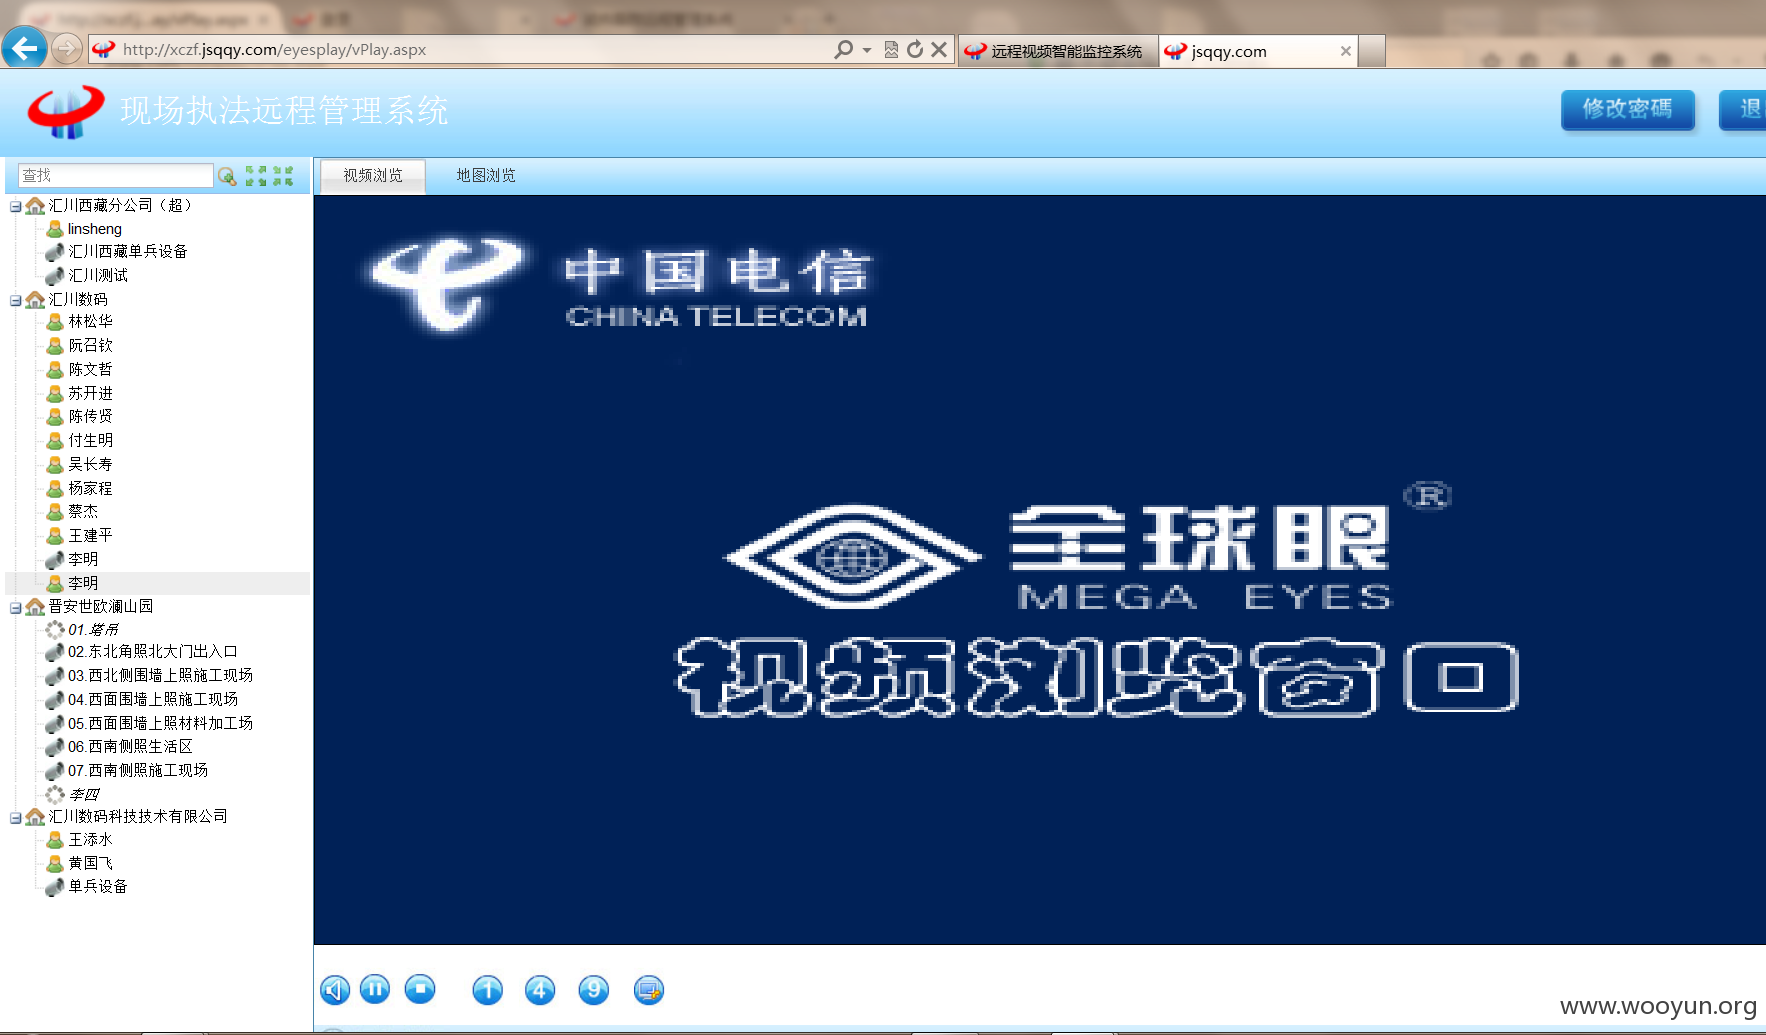 http://xczf.jsqqy.com/eyesplay/vPlay.aspx
远程视频智能监控系统
jsqqy.com
现场执法远程管理系统
修改密碼
退
查找
视频浏览
地图浏览
汇川西藏分公司（超）
linsheng
汇川西藏单兵设备
汇川测试
汇川数码
林松华
阮召钦
陈文哲
苏开进
陈传贤
付生明
吴长寿
杨家程
蔡杰
王建平
李明
李明
晋安世欧澜山园
01.塔吊
02.东北角照北大门出入口
03.西北侧围墙上照施工现场
04.西面围墙上照施工现场
05.西面围墙上照材料加工场
06.西南侧照生活区
07.西南侧照施工现场
李四
汇川数码科技技术有限公司
王添水
黄国飞
单兵设备
中国电信
CHINA TELECOM
全球眼®
MEGA EYES
视频浏览窗口
1
4
9
www.wooyun.org